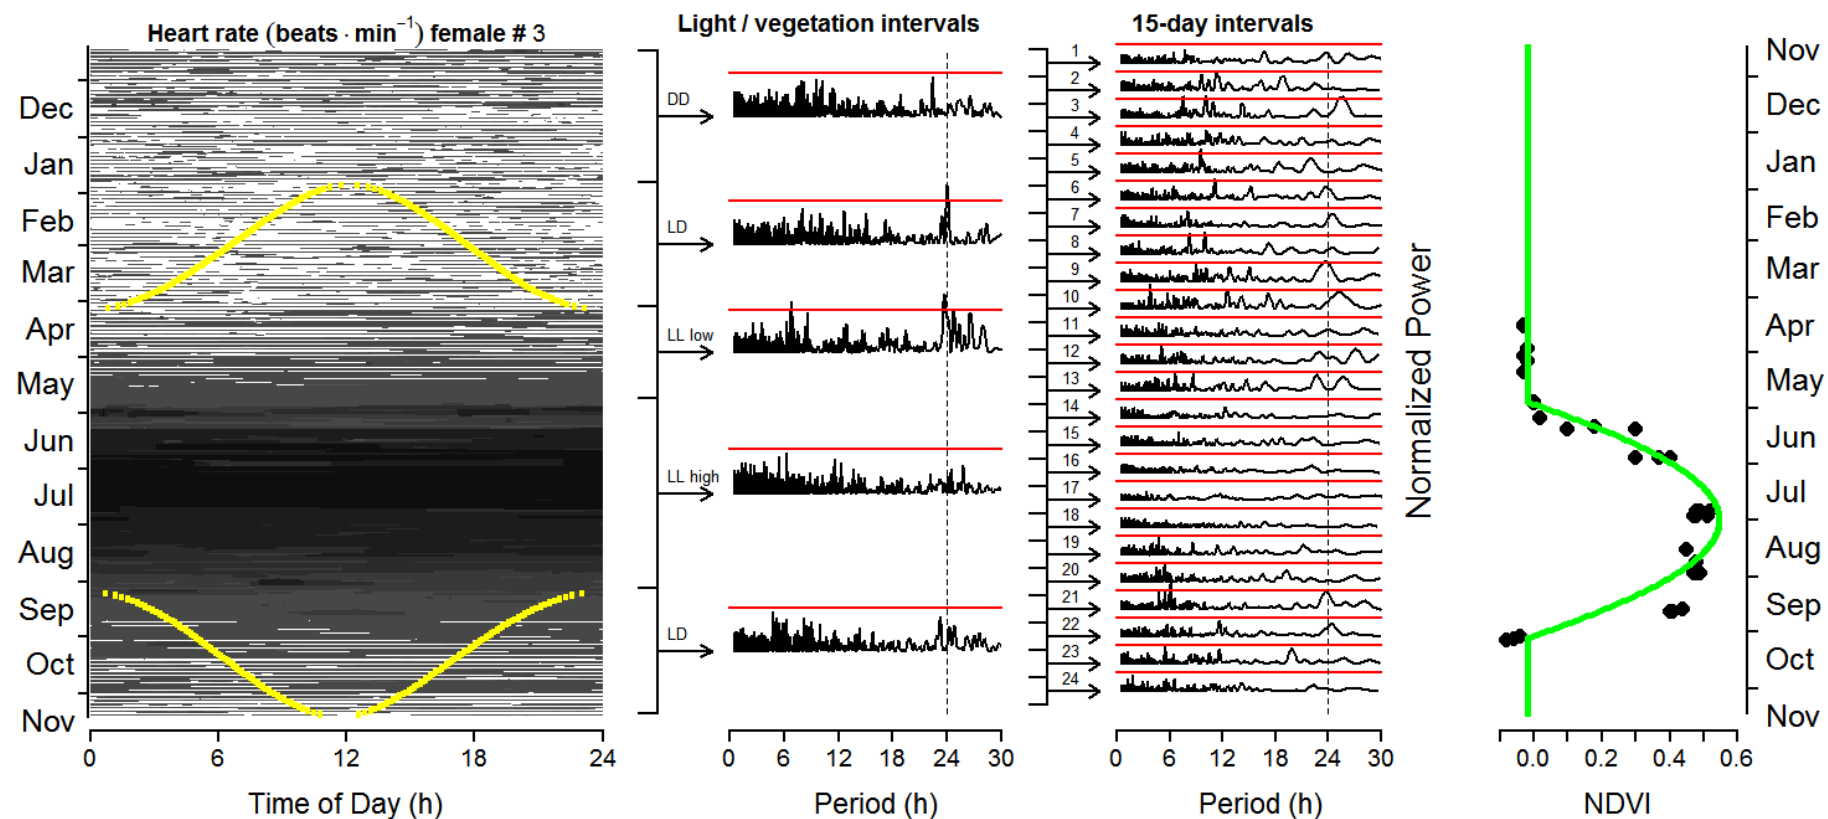 Heart rate (beats · min⁻¹) female # 3
Light / vegetation intervals
15-day intervals
Dec
Jan
Feb
Mar
Apr
May
Jun
Jul
Aug
Sep
Oct
Nov
0 6 12 18 24
Time of Day (h)
DD
LD
LL low
LL high
LD
0 6 12 18 24 30
Period (h)
1
2
3
4
5
6
7
8
9
10
11
12
13
14
15
16
17
18
19
20
21
22
23
24
0 6 12 18 24 30
Period (h)
Normalized Power
Nov
Dec
Jan
Feb
Mar
Apr
May
Jun
Jul
Aug
Sep
Oct
Nov
0.0 0.2 0.4 0.6
NDVI